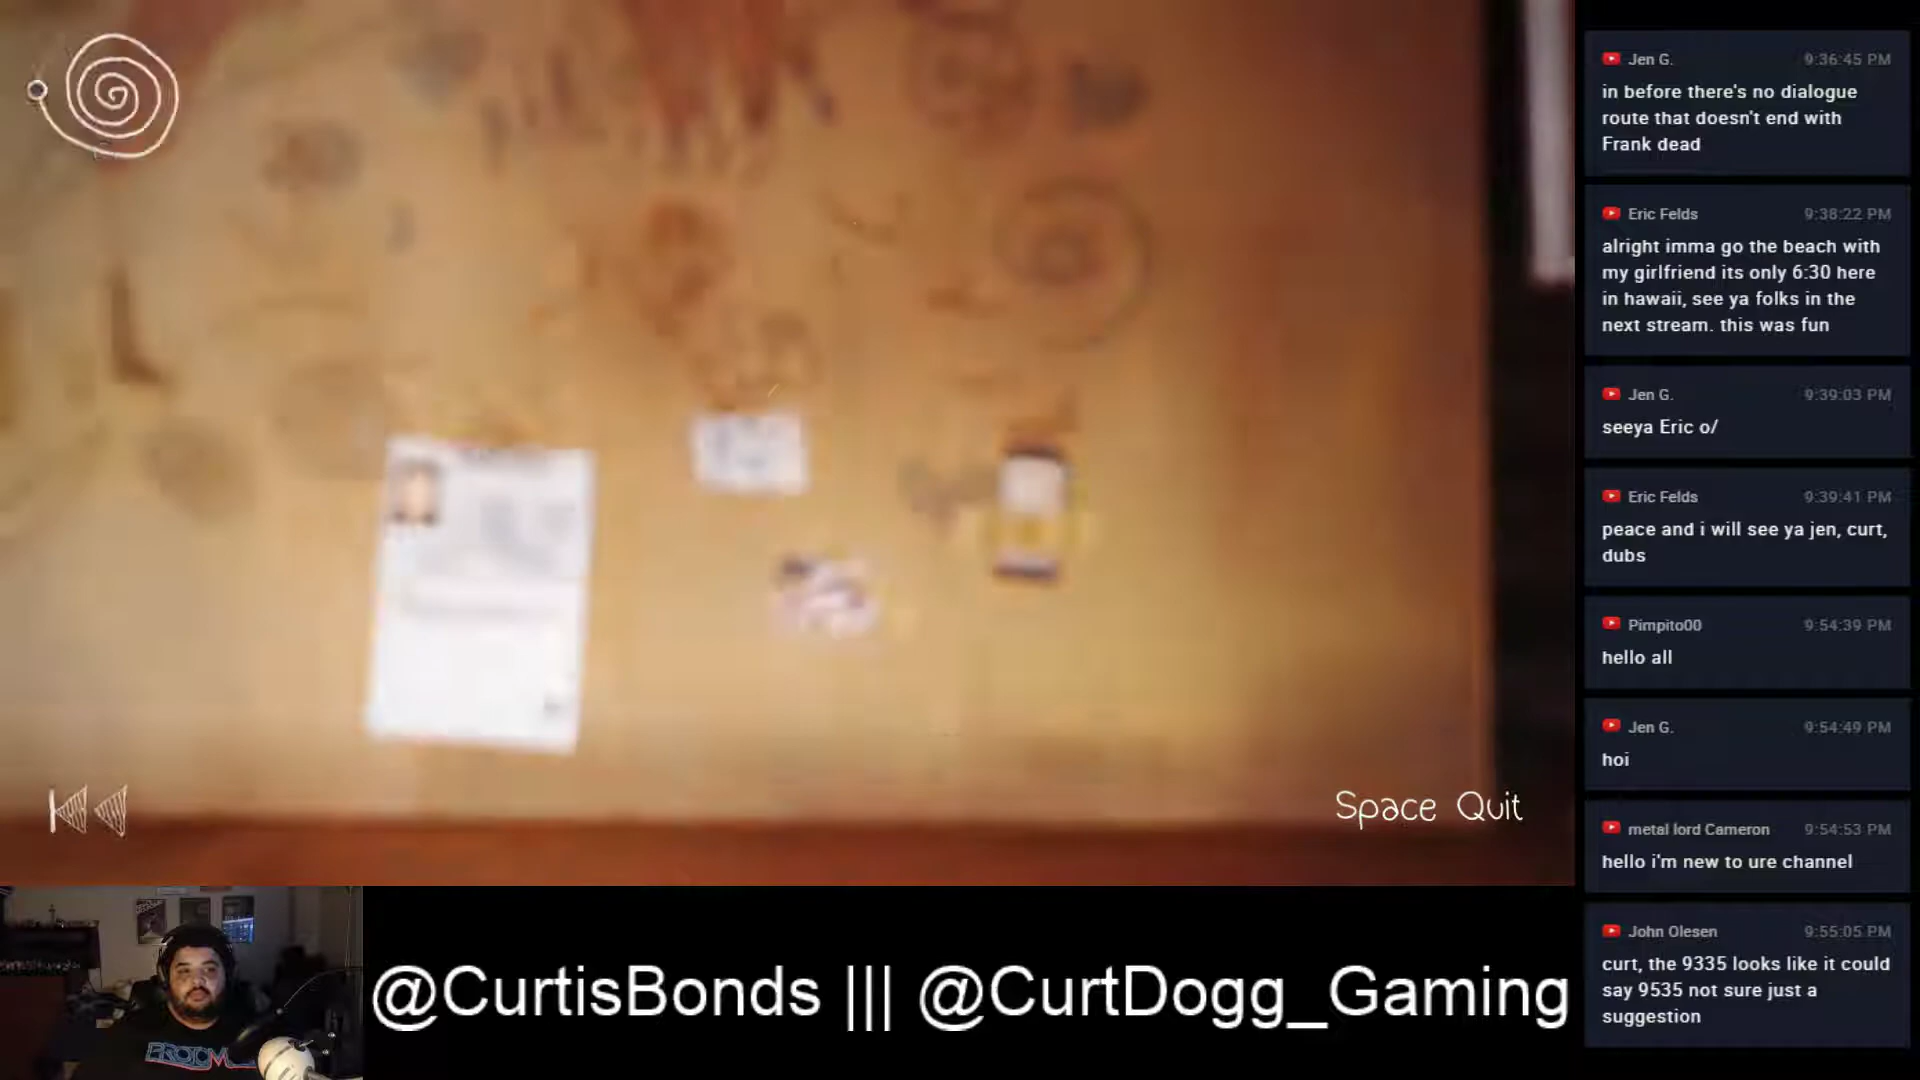 Jen G. 9:36:45 PM
in before there's no dialogue
route that doesn't end with
Frank dead
Eric Felds 9:38:22 PM
alright imma go the beach with
my girlfriend its only 6:30 here
in hawaii, see ya folks in the
next stream. this was fun
Jen G. 9:39:03 PM
seeya Eric o/
Eric Felds 9:39:41 PM
peace and i will see ya jen, curt,
dubs
Pimpito00 9:54:39 PM
hello all
Jen G. 9:54:49 PM
hoi
metal lord Cameron 9:54:53 PM
hello i'm new to ure channel
John Olesen 9:55:05 PM
curt, the 9335 looks like it could
say 9535 not sure just a
suggestion
Space Quit
@CurtisBonds ||| @CurtDogg_Gaming